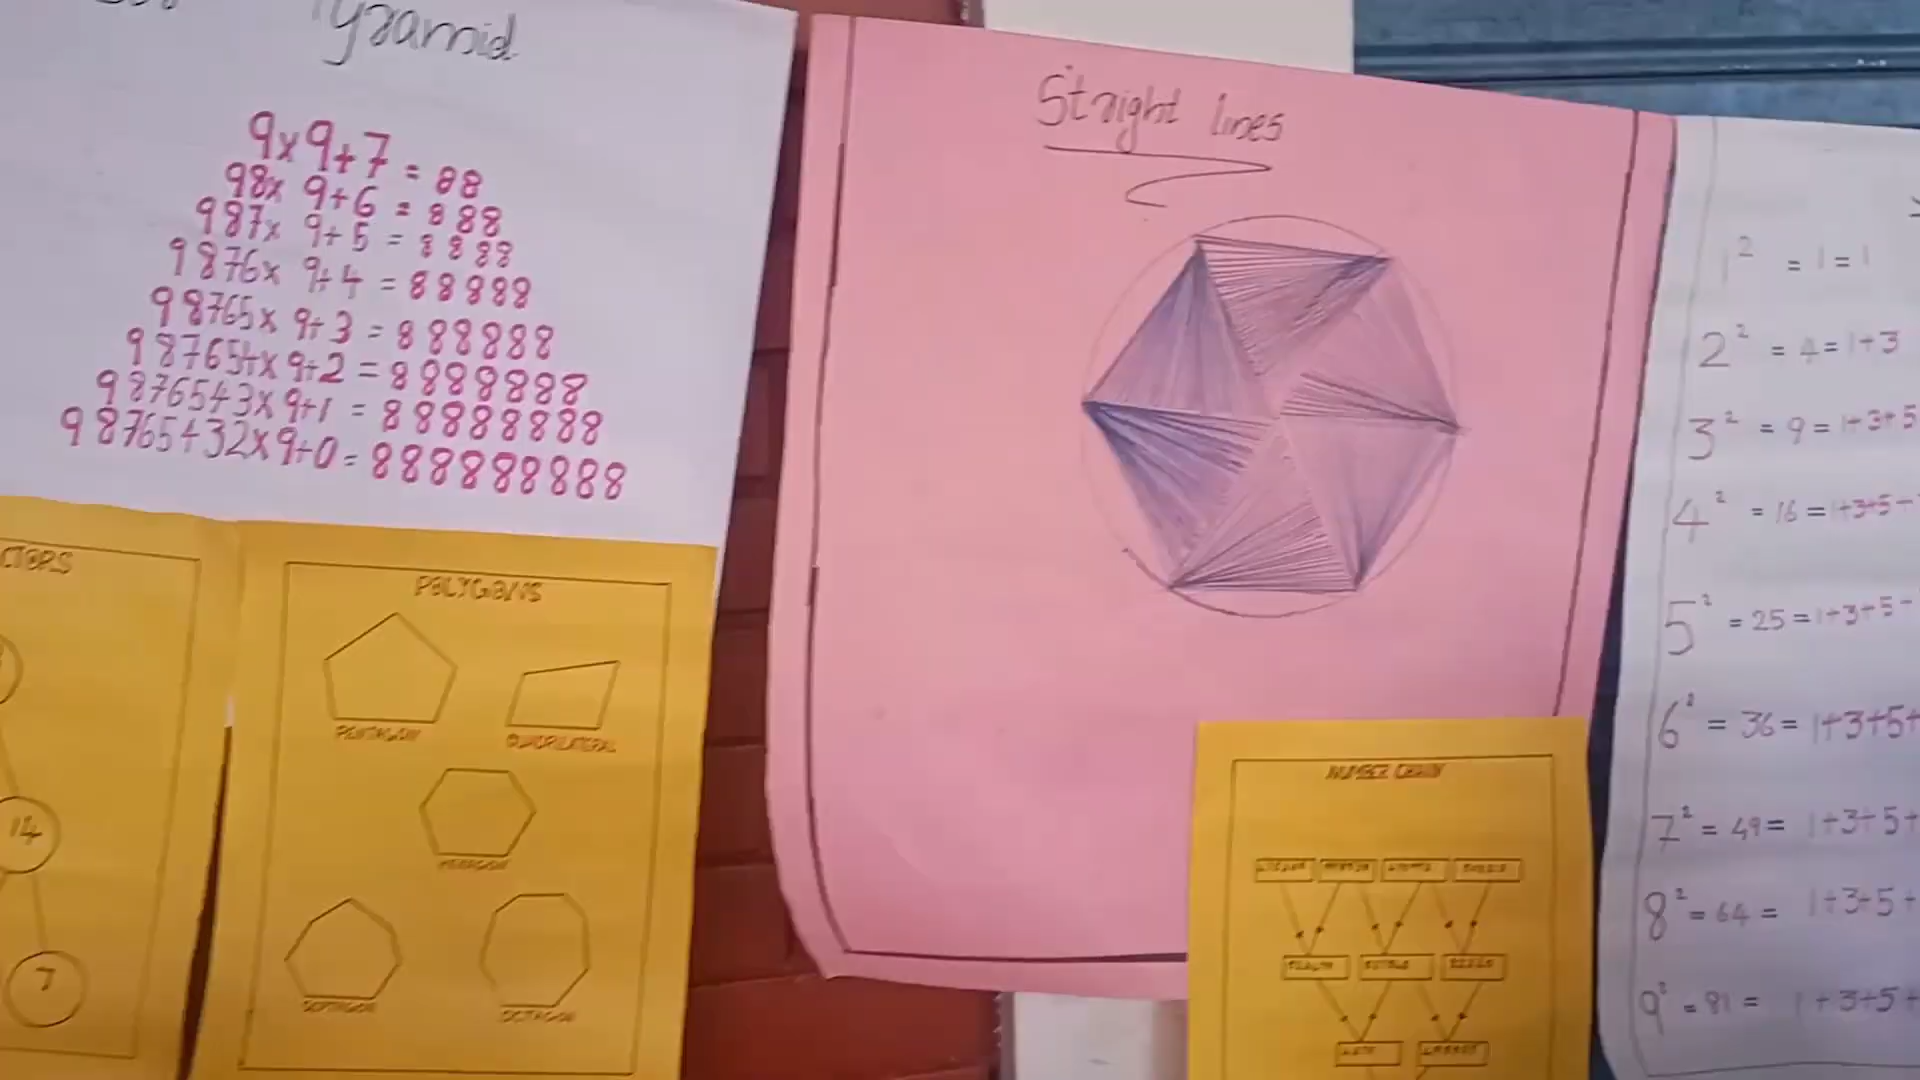 Pyramid
9x9+7 = 88
98x 9+6 = 888
987x 9+5 = 8888
9876x 9+4 = 88888
98765x 9+3 = 888888
987654x 9+2 = 8888888
9876543x 9+1 = 88888888
98765432x9+0 = 888888888
CTORS
14
7
POLYGONS
PENTAGON
QUADRILATERAL
HEXAGON
SEPTAGON
OCTAGON
Straight lines
NUMBER CHAIN
1² = 1 = 1
2² = 4 = 1+3
3² = 9 = 1+3+5
4² = 16 = 1+3+5
5² = 25 = 1+3+5
6² = 36 = 1+3+5+
7² = 49 = 1+3+5+
8² = 64 = 1+3+5+
9² = 81 = 1+3+5+